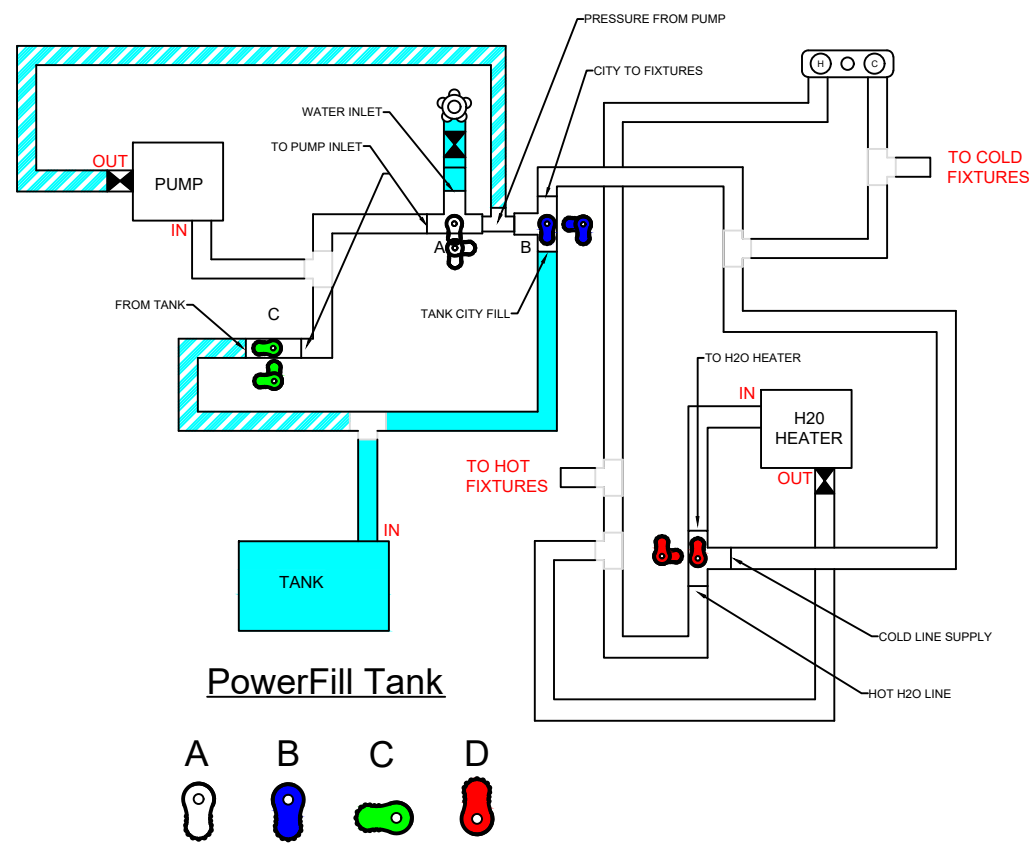 PRESSURE FROM PUMP
CITY TO FIXTURES
H
C
WATER INLET
TO PUMP INLET
OUT
PUMP
TO COLD
FIXTURES
IN
A
B
FROM TANK
C
TANK CITY FILL
TO H2O HEATER
IN
H20
HEATER
TO HOT
FIXTURES
OUT
IN
TANK
COLD LINE SUPPLY
HOT H2O LINE
PowerFill Tank
A
B
C
D